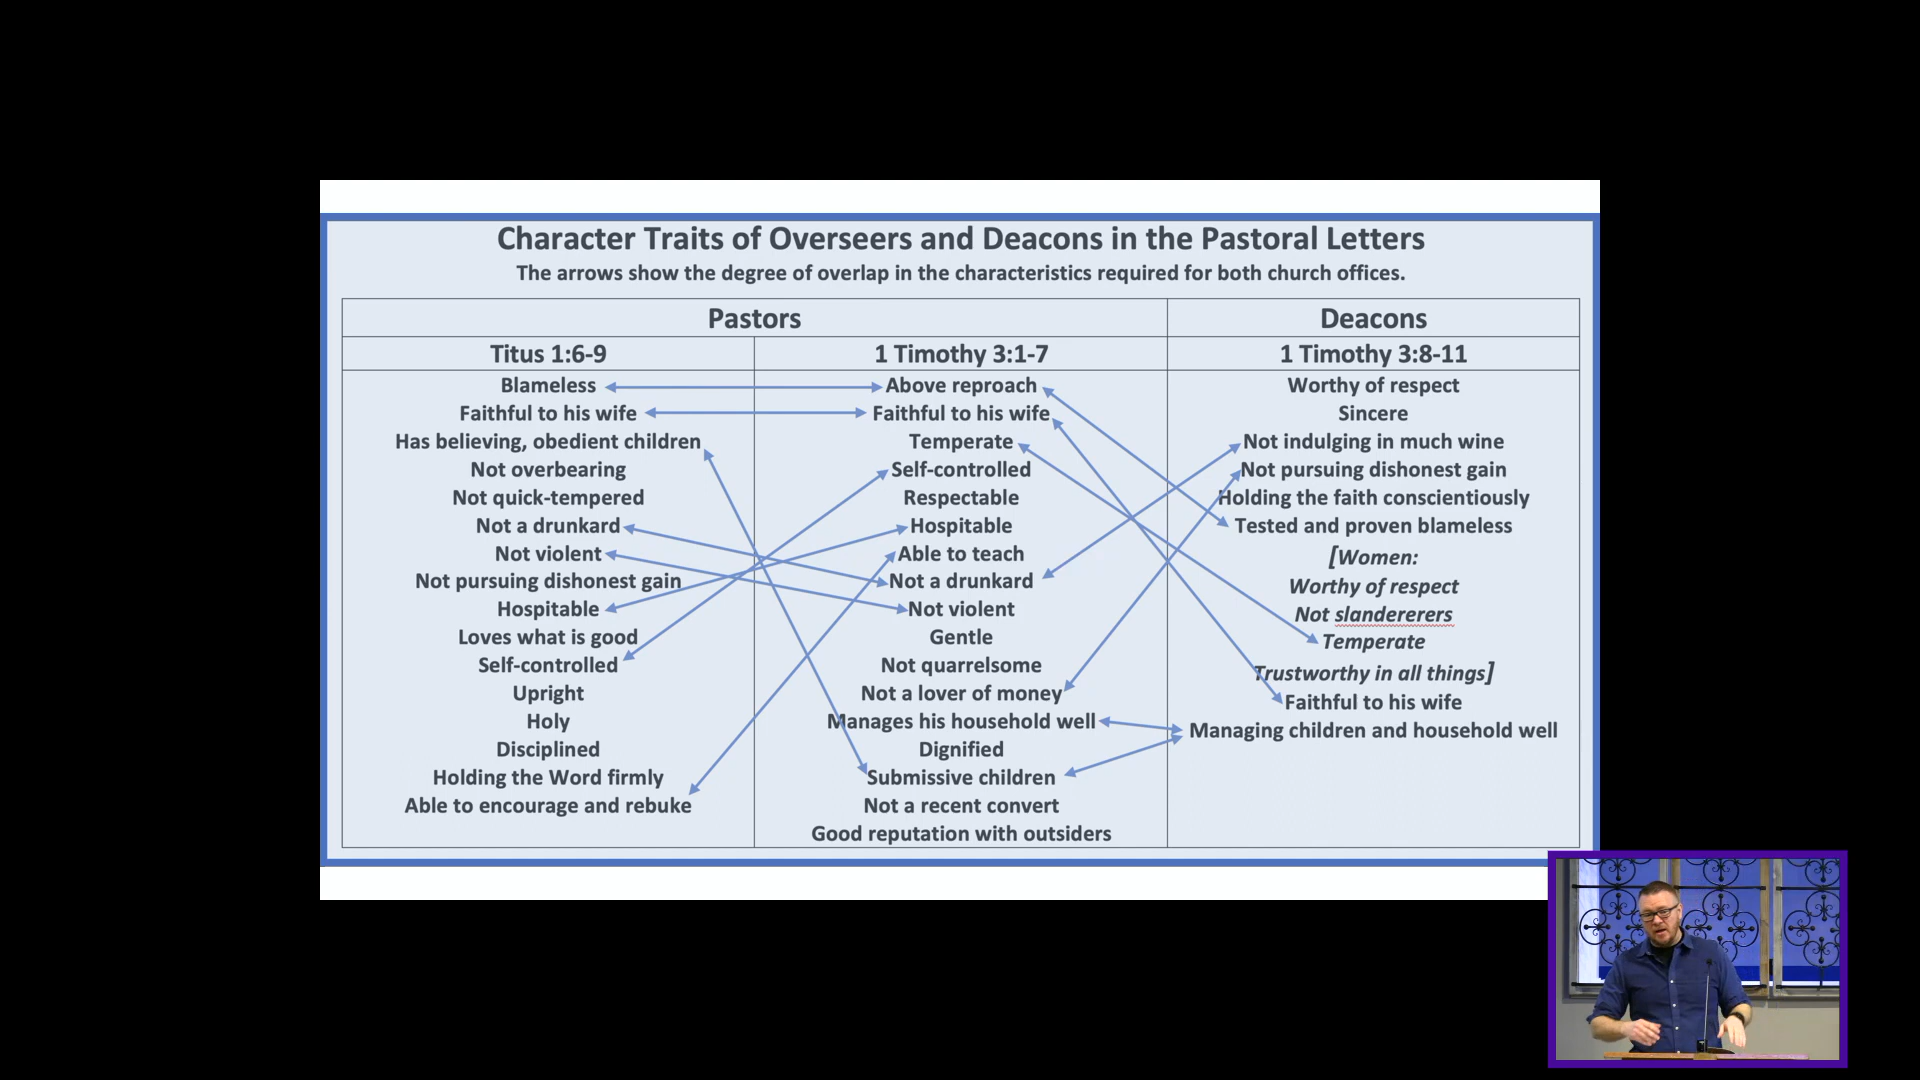 Character Traits of Overseers and Deacons in the Pastoral Letters
The arrows show the degree of overlap in the characteristics required for both church offices.
Pastors
Deacons
Titus 1:6-9
1 Timothy 3:1-7
1 Timothy 3:8-11
Blameless
Faithful to his wife
Has believing, obedient children
Not overbearing
Not quick-tempered
Not a drunkard
Not violent
Not pursuing dishonest gain
Hospitable
Loves what is good
Self-controlled
Upright
Holy
Disciplined
Holding the Word firmly
Able to encourage and rebuke
Above reproach
Faithful to his wife
Temperate
Self-controlled
Respectable
Hospitable
Able to teach
Not a drunkard
Not violent
Gentle
Not quarrelsome
Not a lover of money
Manages his household well
Dignified
Submissive children
Not a recent convert
Good reputation with outsiders
Worthy of respect
Sincere
Not indulging in much wine
Not pursuing dishonest gain
Holding the faith conscientiously
Tested and proven blameless
[Women:
Worthy of respect
Not slandererers
Temperate
Trustworthy in all things]
Faithful to his wife
Managing children and household well